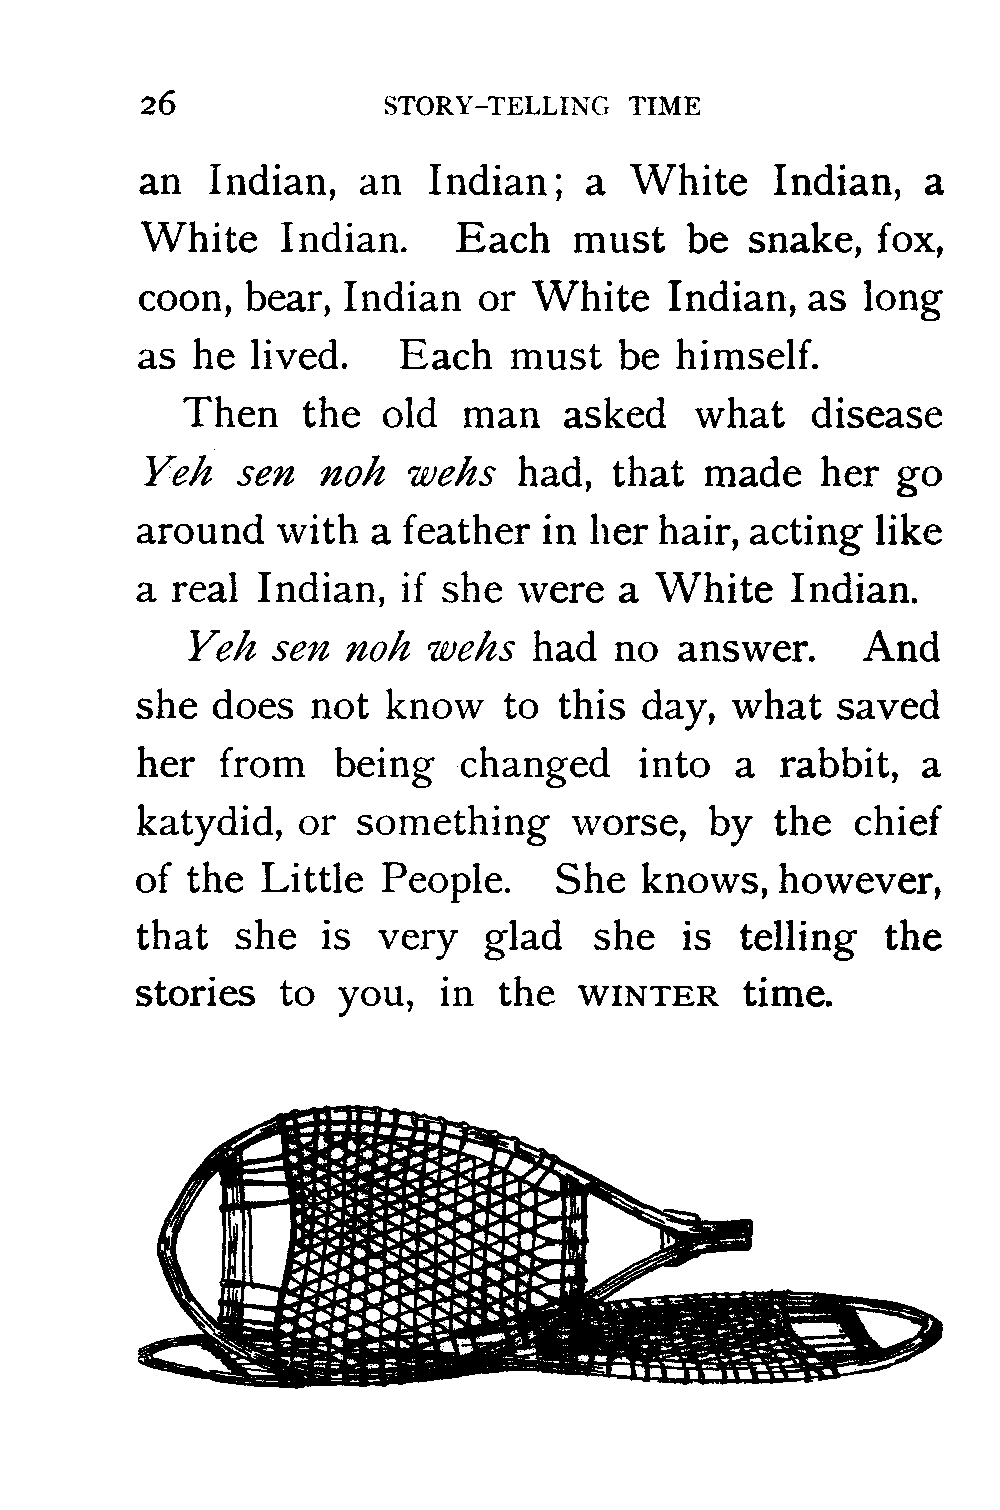 26 STORY-TELLING TIME
an Indian, an Indian; a White Indian, a
White Indian. Each must be snake, fox,
coon, bear, Indian or White Indian, as long
as he lived. Each must be himself.
Then the old man asked what disease
Yeh sen noh wehs had, that made her go
around with a feather in her hair, acting like
a real Indian, if she were a White Indian.
Yeh sen noh wehs had no answer. And
she does not know to this day, what saved
her from being changed into a rabbit, a
katydid, or something worse, by the chief
of the Little People. She knows, however,
that she is very glad she is telling the
stories to you, in the WINTER time.